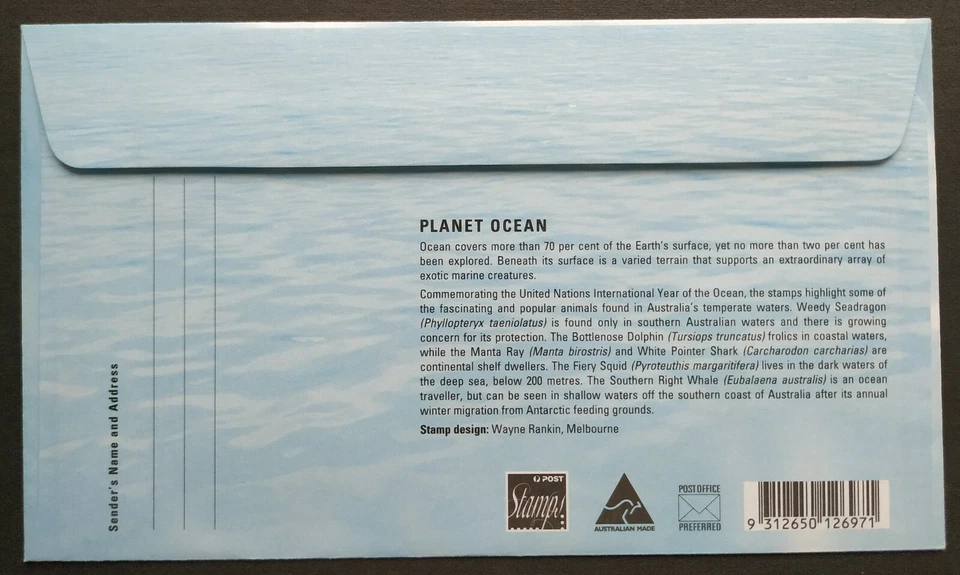 PLANET OCEAN
Ocean covers more than 70 per cent of the Earth's surface, yet no more than two per cent has
been explored. Beneath its surface is a varied terrain that supports an extraordinary array of
exotic marine creatures.
Commemorating the United Nations International Year of the Ocean, the stamps highlight some of
the fascinating and popular animals found in Australia's temperate waters. Weedy Seadragon
(Phyllopteryx taeniolatus) is found only in southern Australian waters and there is growing
concern for its protection. The Bottlenose Dolphin (Tursiops truncatus) frolics in coastal waters,
while the Manta Ray (Manta birostris) and White Pointer Shark (Carcharodon carcharias) are
continental shelf dwellers. The Fiery Squid (Pyroteuthis margaritifera) lives in the dark waters of
the deep sea, below 200 metres. The Southern Right Whale (Eubalaena australis) is an ocean
traveller, but can be seen in shallow waters off the southern coast of Australia after its annual
winter migration from Antarctic feeding grounds.
Stamp design: Wayne Rankin, Melbourne
Sender's Name and Address
POST
Stamps!
AUSTRALIAN MADE
POST OFFICE
PREFERRED
9 312650 126971